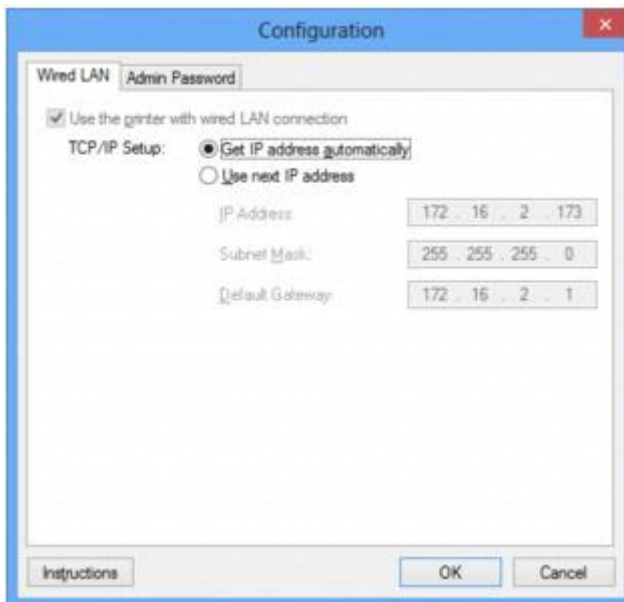 Configuration
Wired LAN Admin Password
Use the printer with wired LAN connection
TCP/IP Setup: Get IP address automatically
Use next IP address
IP Address: 172 . 16 . 2 . 173
Subnet Mask: 255 . 255 . 255 . 0
Default Gateway: 172 . 16 . 2 . 1
Instructions OK Cancel